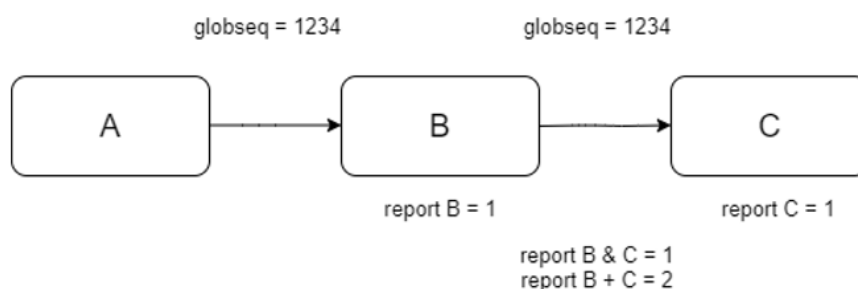 globseq = 1234
globseq = 1234
A
B
C
report B = 1
report C = 1
report B & C = 1
report B + C = 2